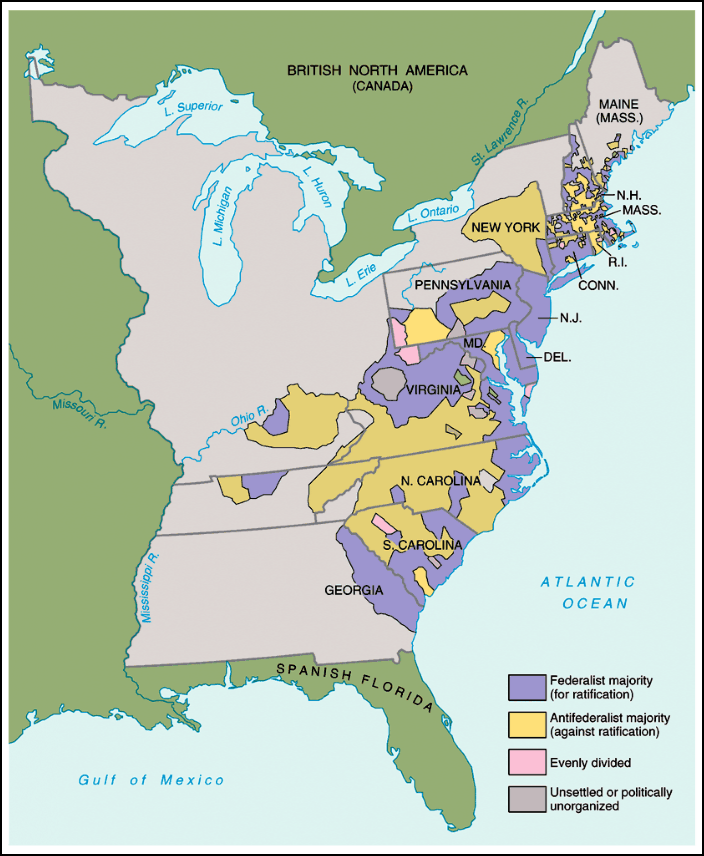 BRITISH NORTH AMERICA
(CANADA)
L. Superior
St. Lawrence R.
MAINE
(MASS.)
L. Huron
L. Michigan
L. Ontario
N.H.
MASS.
NEW YORK
R.I.
L. Erie
PENNSYLVANIA
CONN.
N.J.
MD.
DEL.
VIRGINIA
Missouri R.
Ohio R.
N. CAROLINA
S. CAROLINA
Mississippi R.
GEORGIA
ATLANTIC
OCEAN
SPANISH FLORIDA
Gulf of Mexico
Federalist majority
(for ratification)
Antifederalist majority
(against ratification)
Evenly divided
Unsettled or politically
unorganized